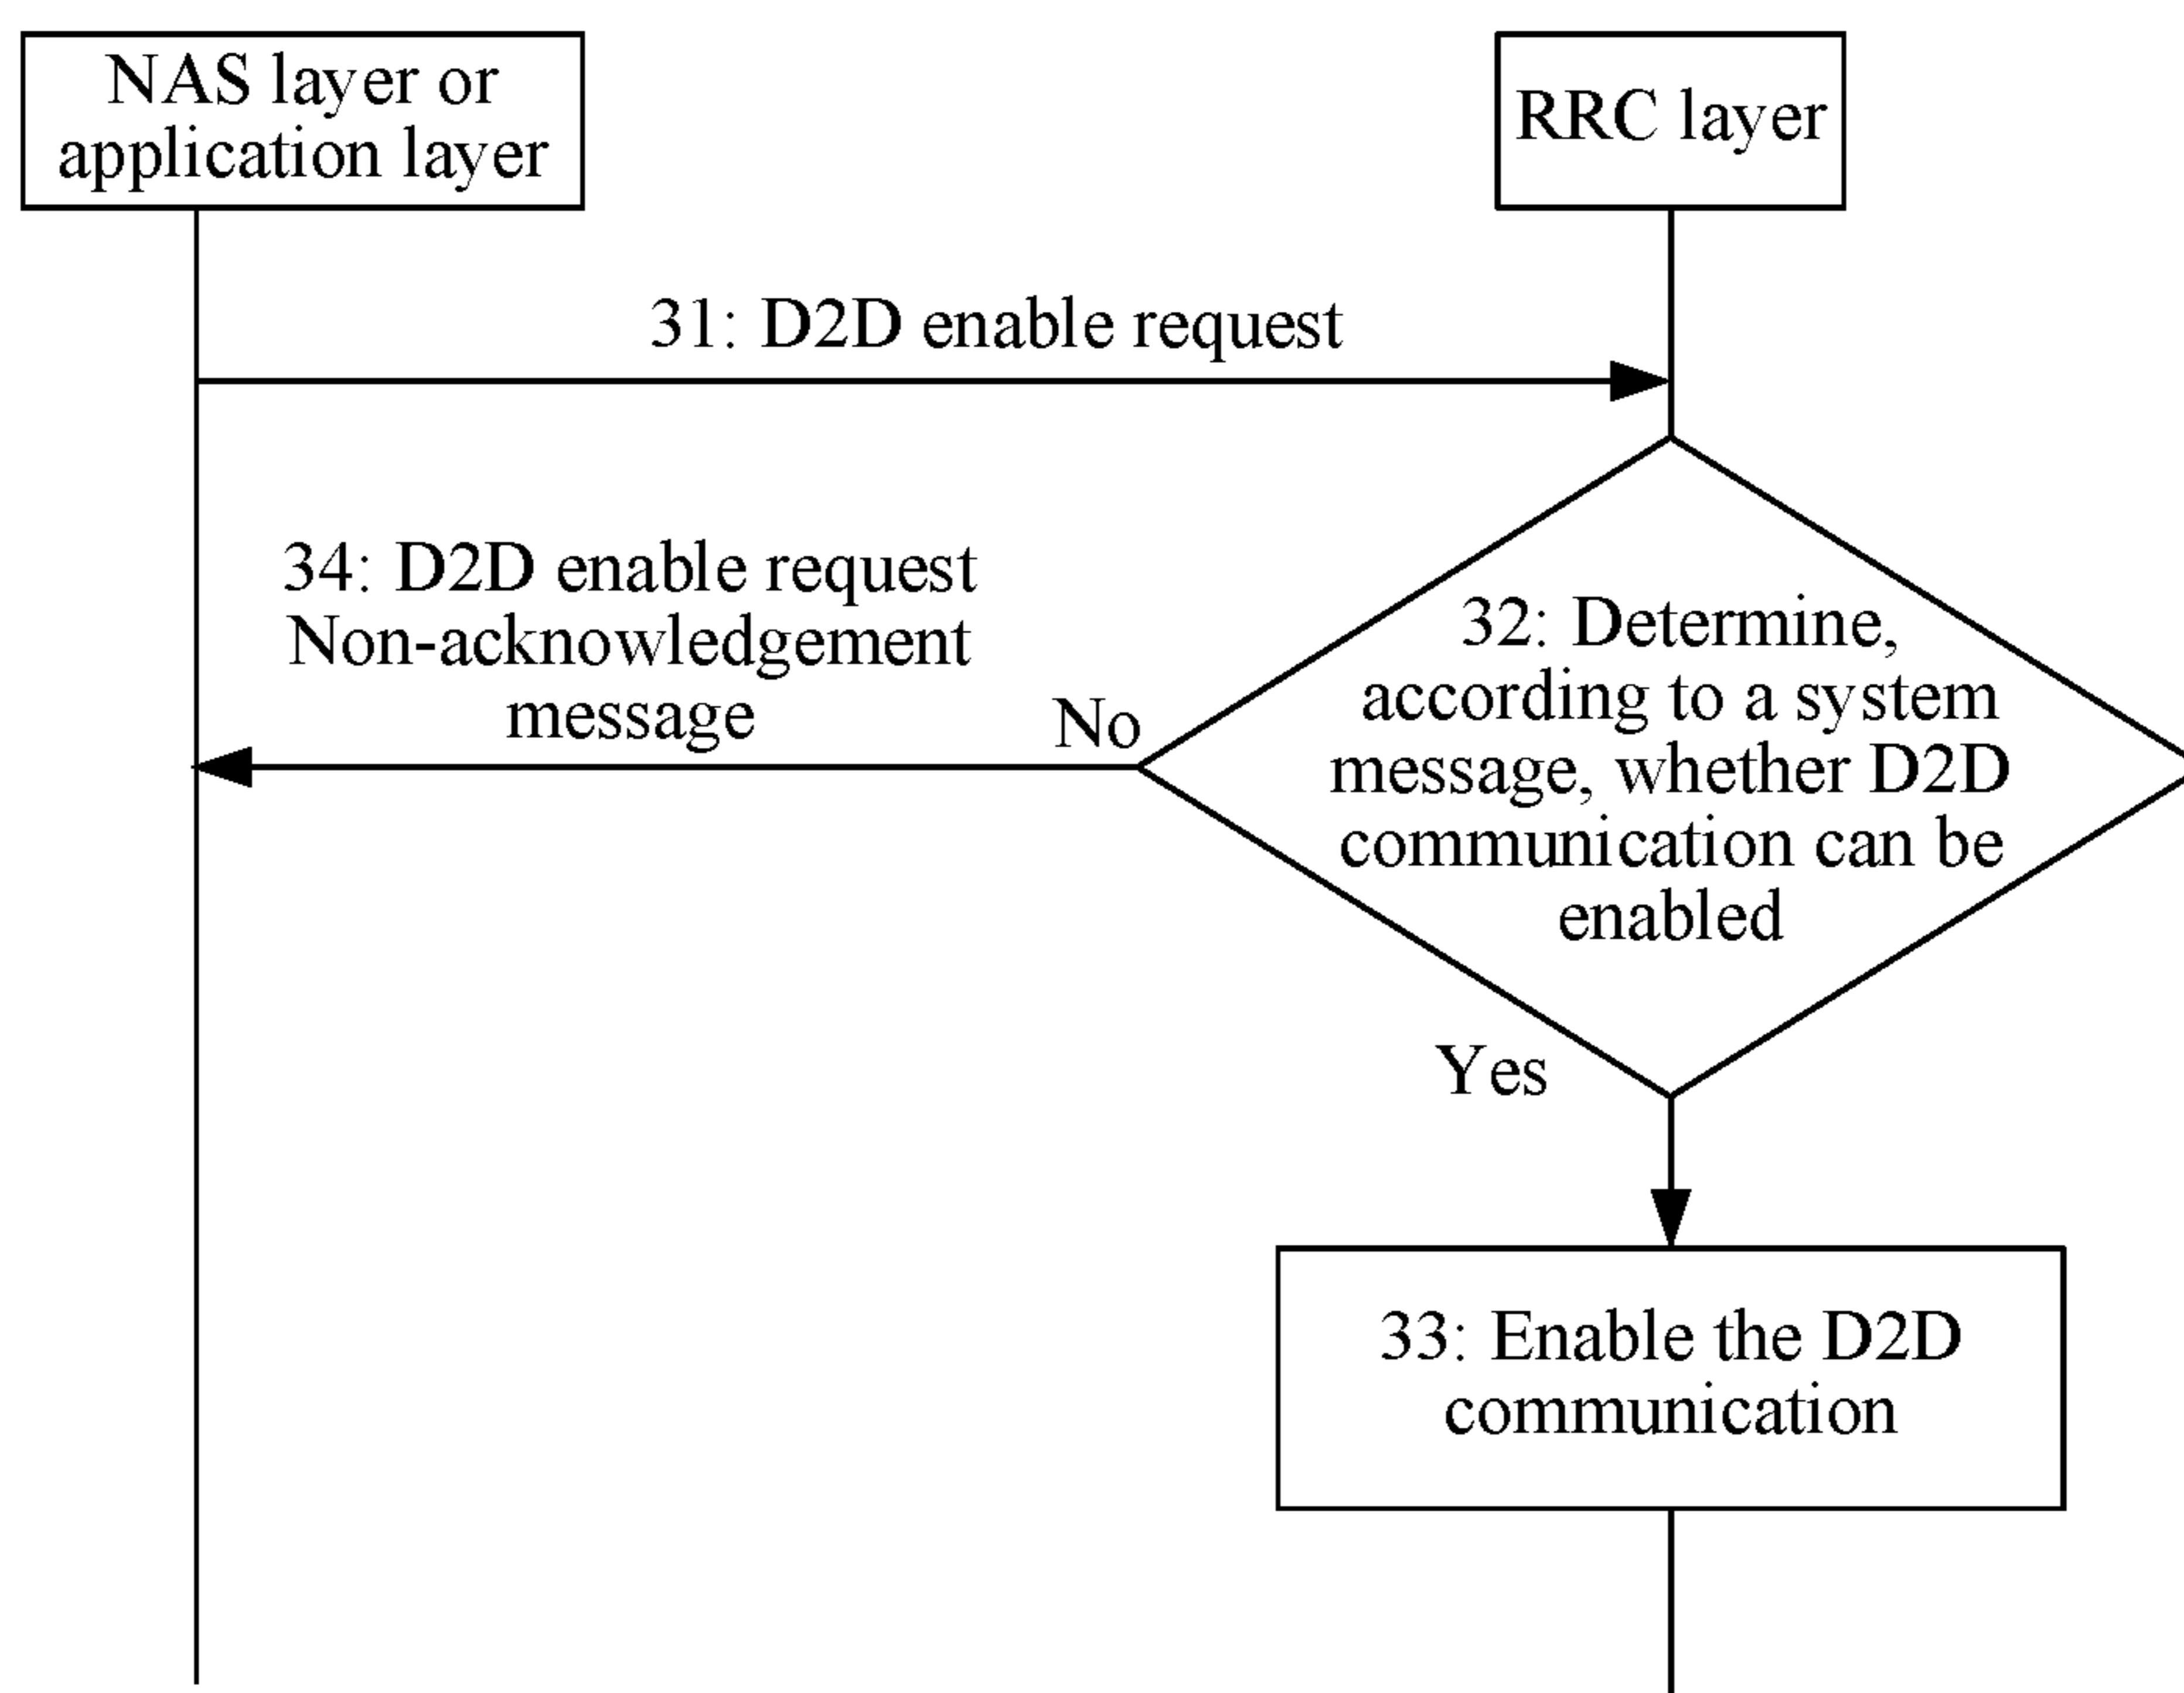 NAS layer or
application layer
RRC layer
31: D2D enable request
34: D2D enable request
Non-acknowledgement
message
No
32: Determine,
according to a system
message, whether D2D
communication can be
enabled
Yes
33: Enable the D2D
communication